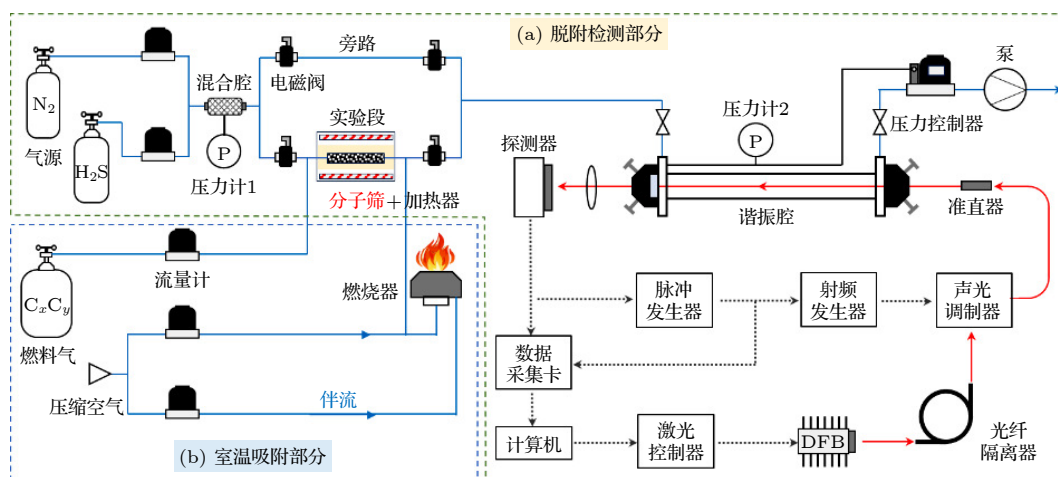 (a) 脱附检测部分
旁路
泵
混合腔
电磁阀
N₂
实验段
压力计2
压力控制器
气源
H₂S
P
P
探测器
压力计1
分子筛+加热器
谐振腔
准直器
流量计
燃烧器
脉冲
发生器
射频
发生器
声光
调制器
CₓCᵧ
燃料气
数据
采集卡
压缩空气
伴流
计算机
激光
控制器
DFB
光纤
隔离器
(b) 室温吸附部分